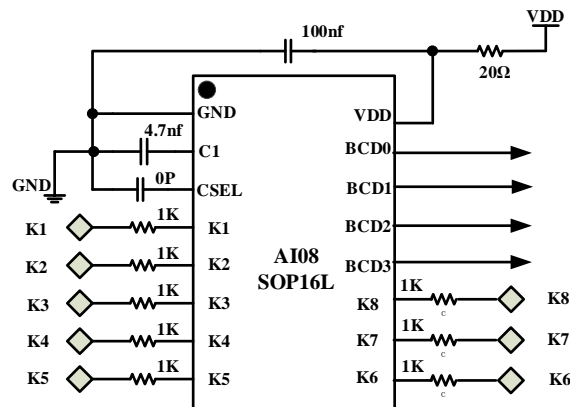 VDD
100nf
20Ω
GND
VDD
4.7nf
C1
BCD0
0P
GND
CSEL
BCD1
K1
1K
K1
BCD2
K2
1K
K2
AI08
SOP16L
BCD3
K3
1K
K3
K8
1K
c
K8
K4
1K
K4
K7
1K
c
K7
K5
1K
K5
K6
1K
c
K6